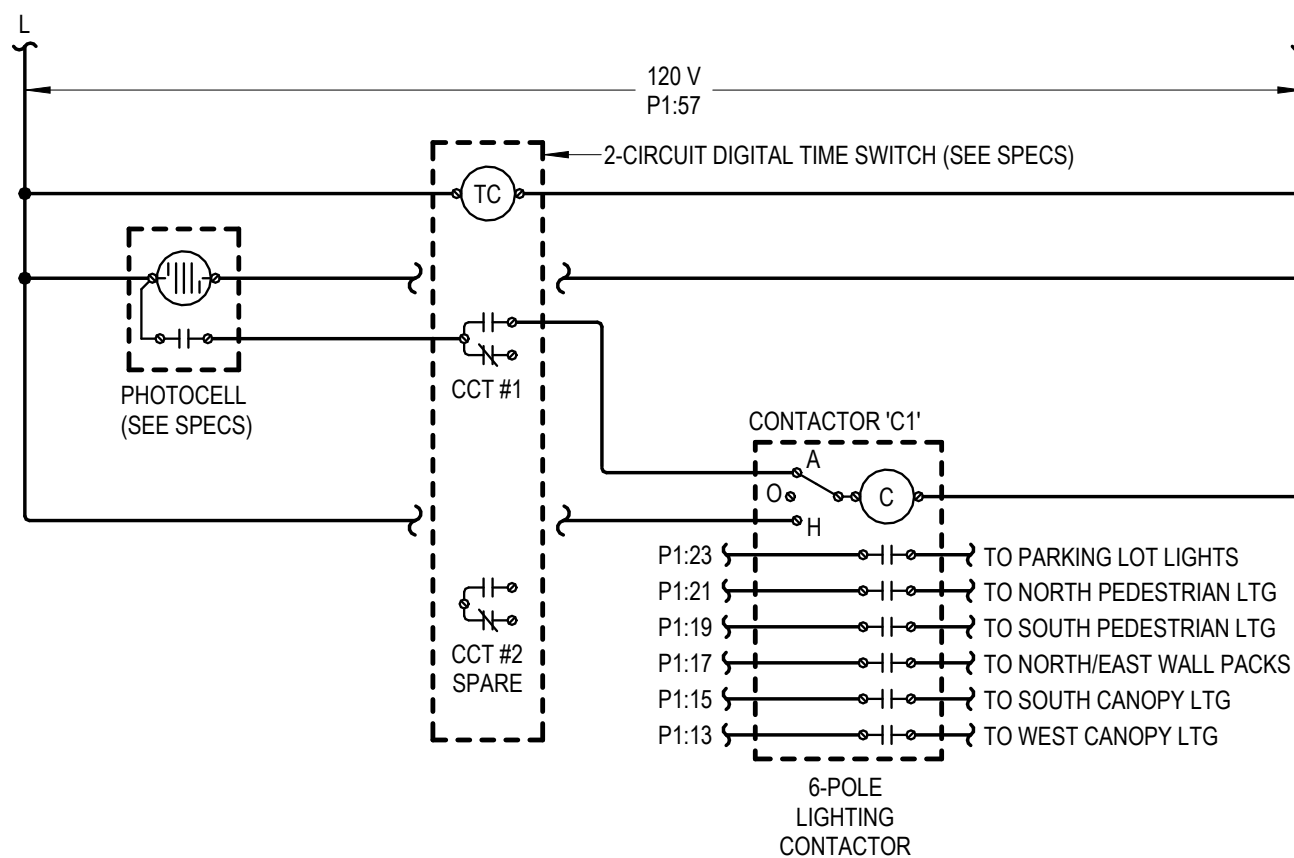 L
120 V
P1:57
2-CIRCUIT DIGITAL TIME SWITCH (SEE SPECS)
TC
PHOTOCELL
(SEE SPECS)
CCT #1
CONTACTOR 'C1'
A
O
C
H
P1:23 TO PARKING LOT LIGHTS
P1:21 TO NORTH PEDESTRIAN LTG
P1:19 TO SOUTH PEDESTRIAN LTG
P1:17 TO NORTH/EAST WALL PACKS
P1:15 TO SOUTH CANOPY LTG
P1:13 TO WEST CANOPY LTG
CCT #2
SPARE
6-POLE
LIGHTING
CONTACTOR